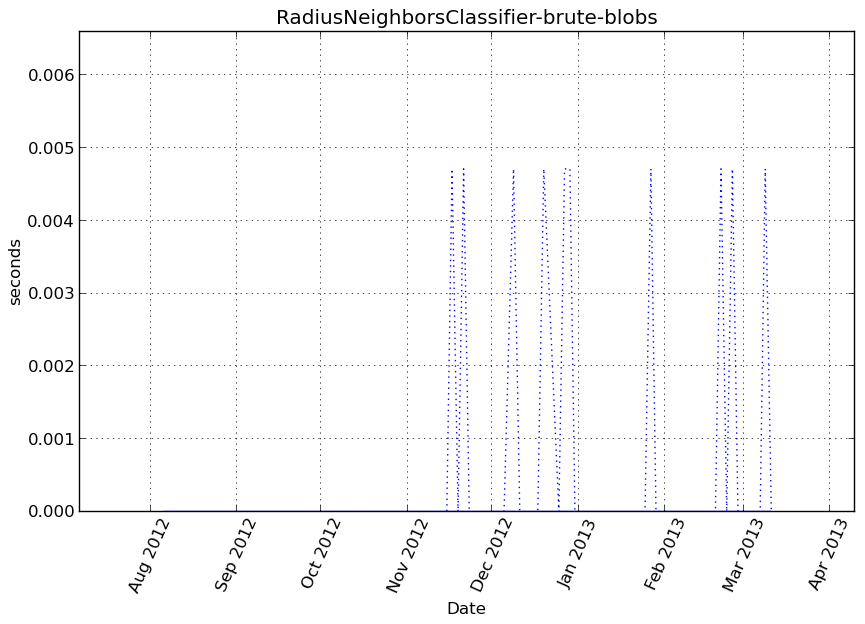 RadiusNeighborsClassifier-brute-blobs
0.006
0.005
0.004
0.003
0.002
0.001
0.000
seconds
Aug 2012
Sep 2012
Oct 2012
Nov 2012
Dec 2012
Jan 2013
Feb 2013
Mar 2013
Apr 2013
Date